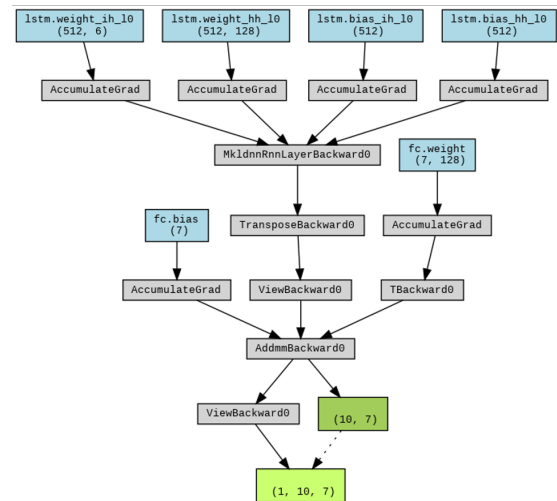 lstm.weight_ih_l0
(512, 6)
lstm.weight_hh_l0
(512, 128)
lstm.bias_ih_l0
(512)
lstm.bias_hh_l0
(512)
AccumulateGrad
AccumulateGrad
AccumulateGrad
AccumulateGrad
MkldnnRnnLayerBackward0
fc.weight
(7, 128)
fc.bias
(7)
TransposeBackward0
AccumulateGrad
AccumulateGrad
ViewBackward0
TBackward0
AddmmBackward0
ViewBackward0
(10, 7)
(1, 10, 7)